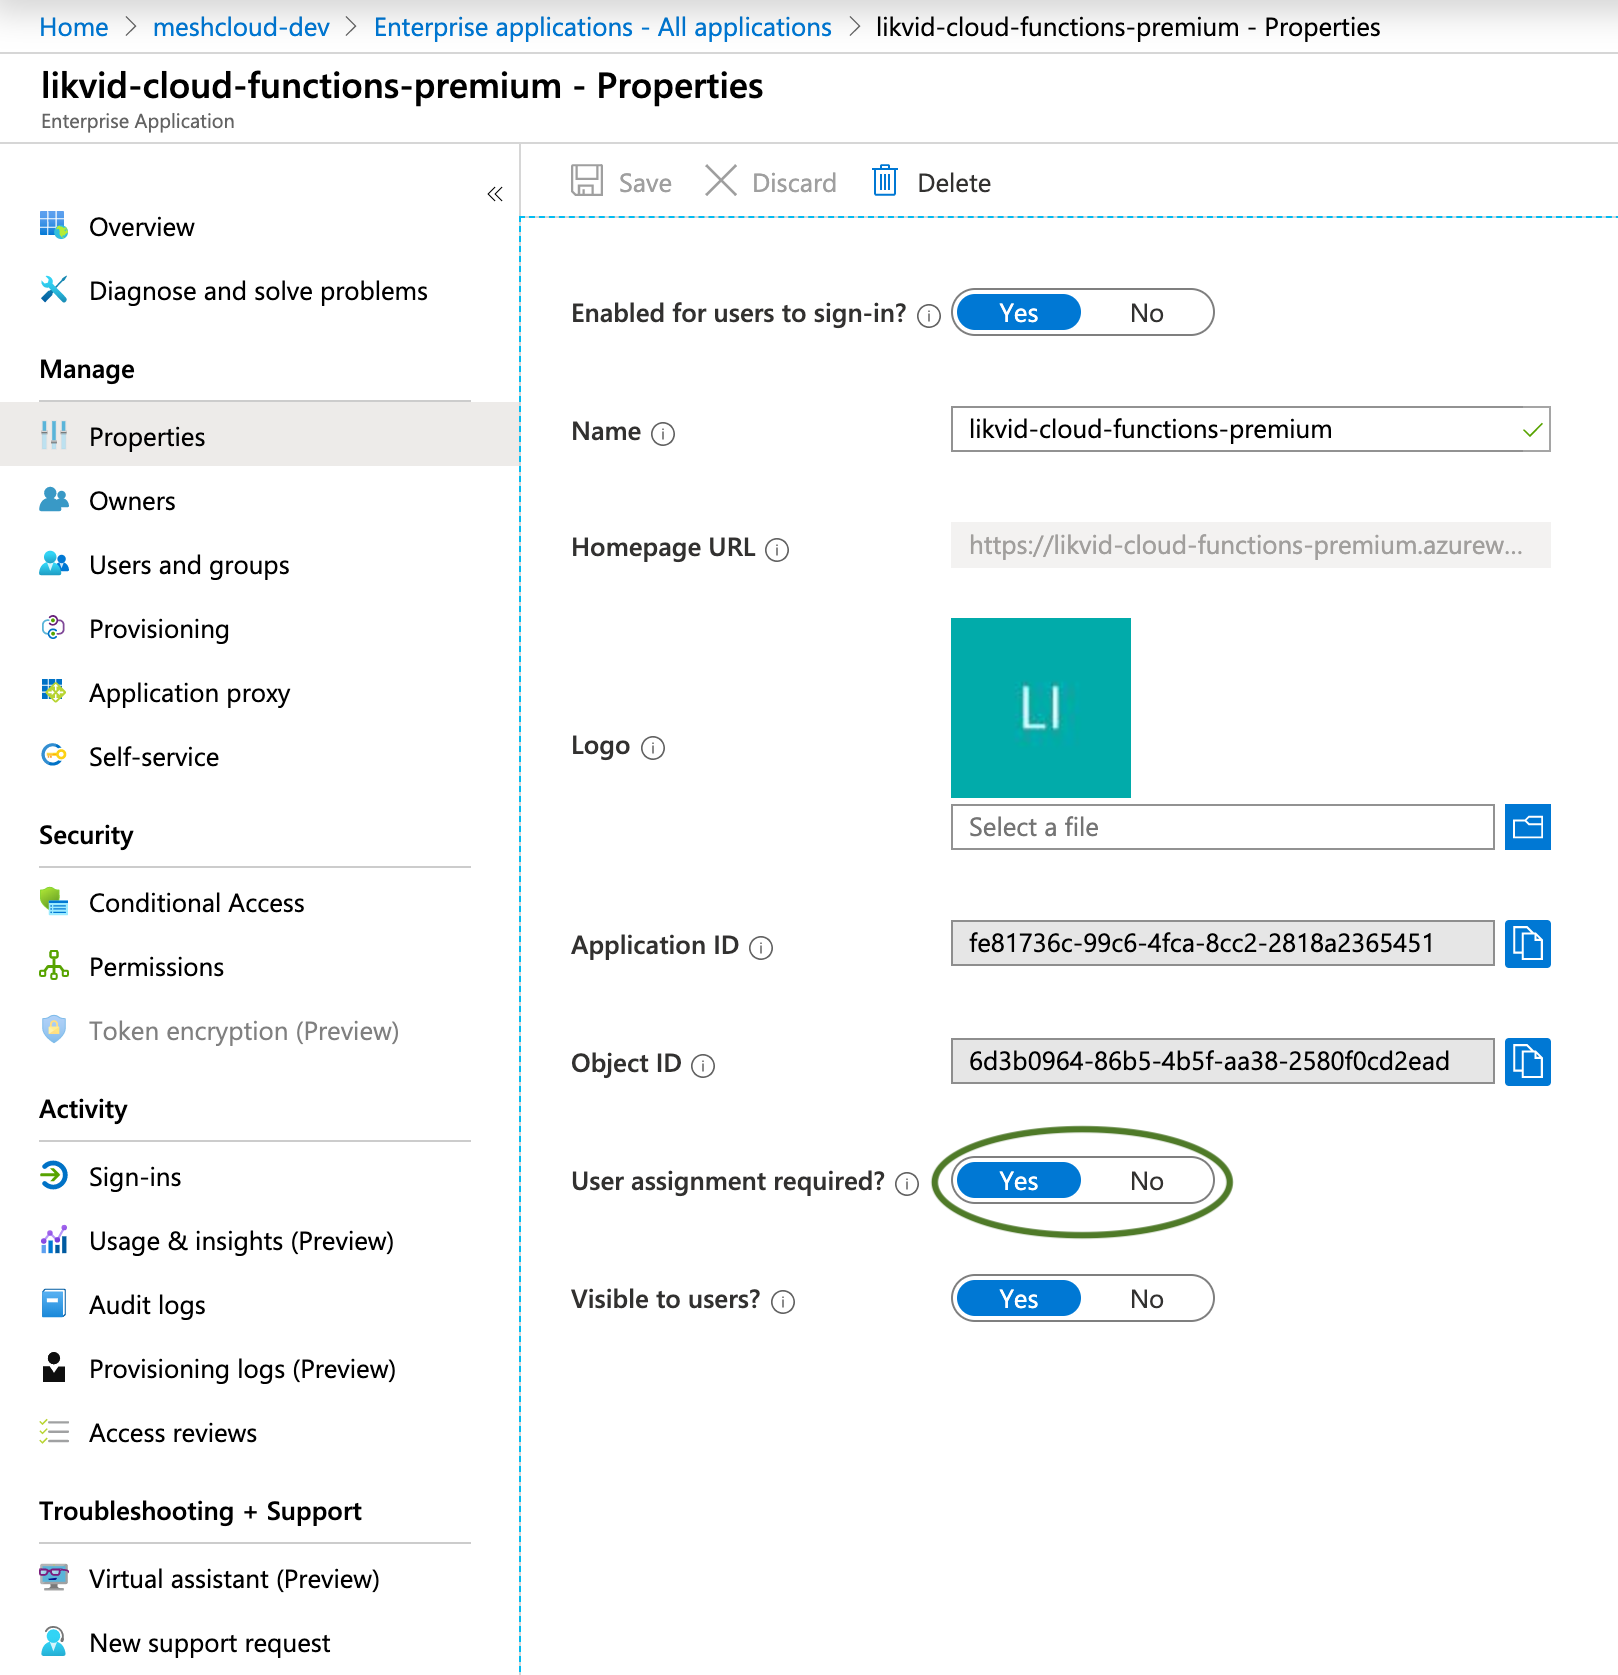 Home > meshcloud-dev > Enterprise applications - All applications > likvid-cloud-functions-premium - Properties
likvid-cloud-functions-premium - Properties
Enterprise Application
«
Overview
Diagnose and solve problems
Manage
Properties
Owners
Users and groups
Provisioning
Application proxy
Self-service
Security
Conditional Access
Permissions
Token encryption (Preview)
Activity
Sign-ins
Usage & insights (Preview)
Audit logs
Provisioning logs (Preview)
Access reviews
Troubleshooting + Support
Virtual assistant (Preview)
New support request
Save Discard Delete
Enabled for users to sign-in? Yes No
Name likvid-cloud-functions-premium
Homepage URL https://likvid-cloud-functions-premium.azurew...
LI
Logo
Select a file
Application ID fe81736c-99c6-4fca-8cc2-2818a2365451
Object ID 6d3b0964-86b5-4b5f-aa38-2580f0cd2ead
User assignment required? Yes No
Visible to users? Yes No